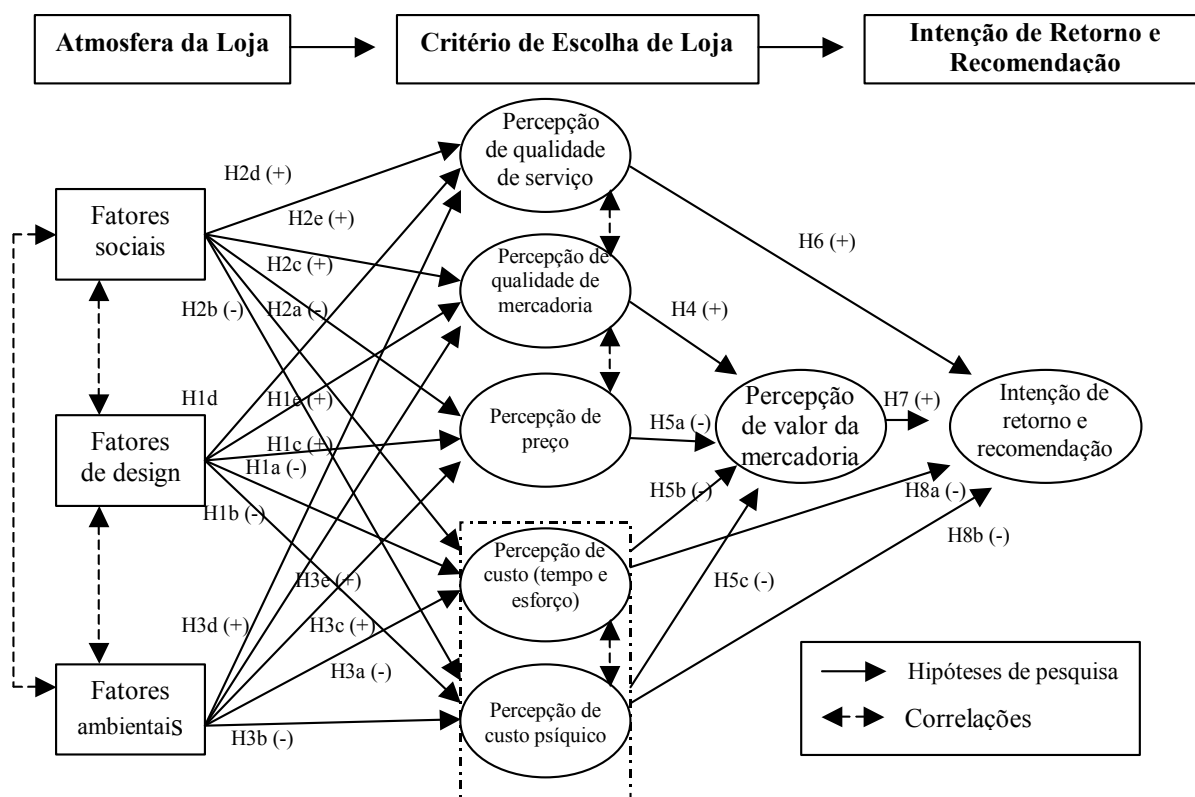 Atmosfera da Loja
Critério de Escolha de Loja
Intenção de Retorno e
Recomendação
Percepção
de qualidade
de serviço
H2d (+)
Fatores
sociais
H2e (+)
H6 (+)
H2c (+)
Percepção de
qualidade de
mercadoria
H2b (-)
H2a (-)
H4 (+)
H1d
H1e (+)
Percepção de
preço
H5a (-)
Percepção
de valor da
mercadoria
H7 (+)
Intenção de
retorno e
recomendação
Fatores
de design
H1c (+)
H1a (-)
H5b (-)
H8a (-)
H1b (-)
H8b (-)
Percepção de
custo (tempo e
esforço)
H3e (+)
H5c (-)
H3d (+)
H3c (+)
H3a (-)
Fatores
ambientais
H3b (-)
Percepção de
custo psíquico
Hipóteses de pesquisa
Correlações